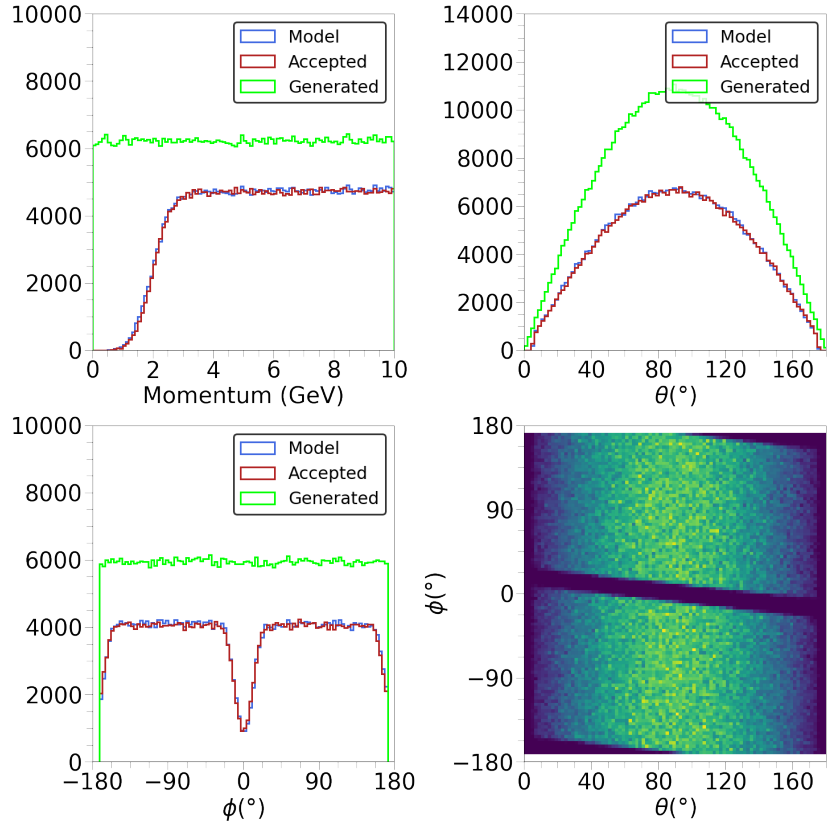 10000
8000
6000
4000
2000
0
Model
Accepted
Generated
0 2 4 6 8 10
Momentum (GeV)
14000
12000
10000
8000
6000
4000
2000
0
Model
Accepted
Generated
0 40 80 120 160
θ(°)
10000
8000
6000
4000
2000
0
Model
Accepted
Generated
−180 −90 0 90 180
ϕ(°)
180
90
0
−90
−180
ϕ(°)
0 40 80 120 160
θ(°)